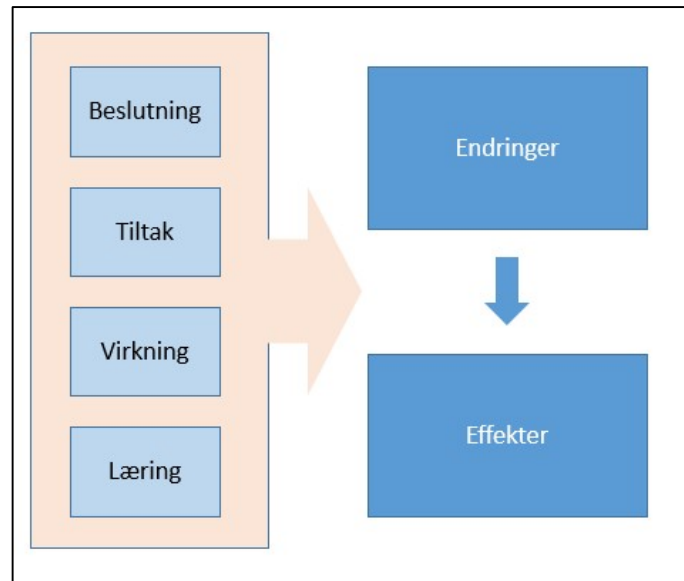 Beslutning
Tiltak
Virkning
Læring
Endringer
Effekter